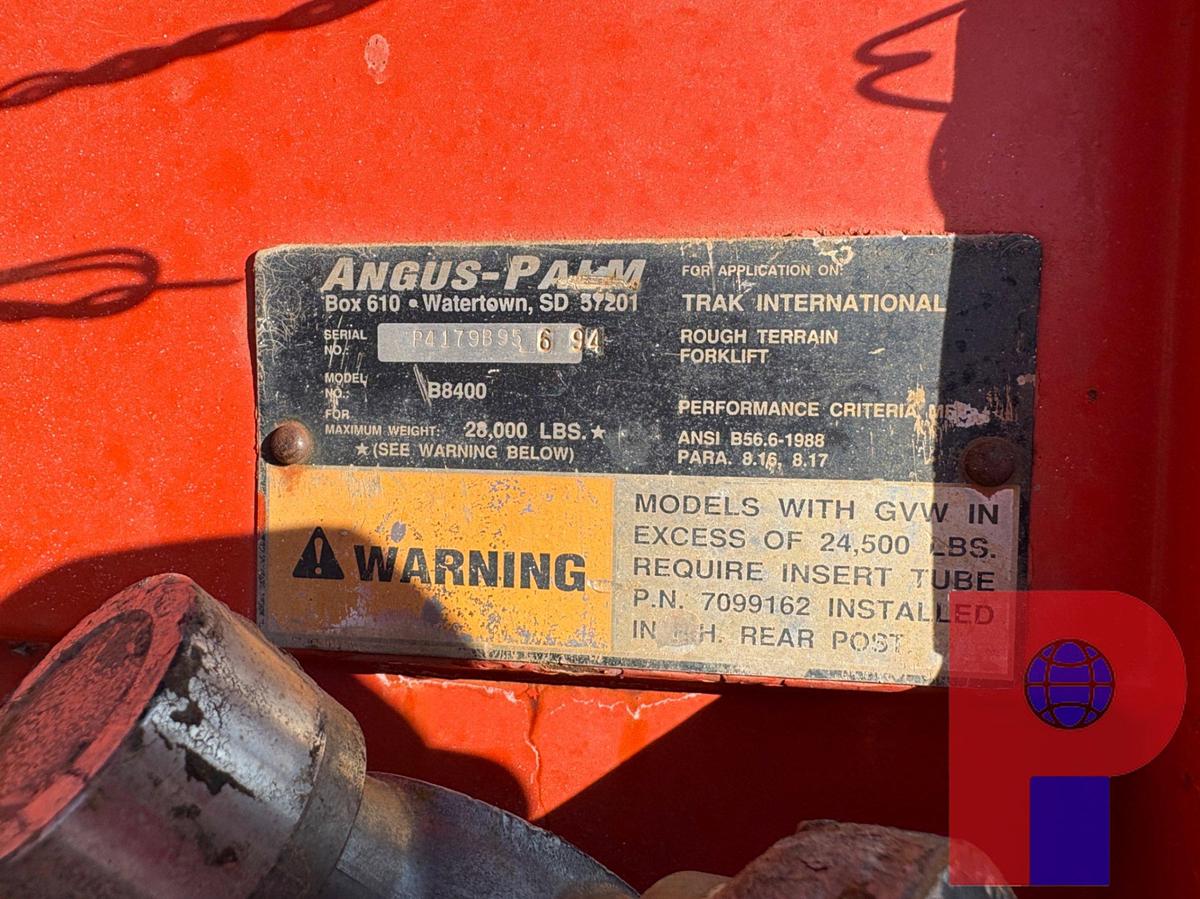 ANGUS-PALM
Box 610 • Watertown, SD 57201
SERIAL NO.: P4179B95 6 94
MODEL NO.: B8400
FOR MAXIMUM WEIGHT: 28,000 LBS.★
★(SEE WARNING BELOW)
FOR APPLICATION ON:
TRAK INTERNATIONAL
ROUGH TERRAIN
FORKLIFT
PERFORMANCE CRITERIA
ANSI B56.6-1988
PARA. 8.16, 8.17
WARNING
MODELS WITH GVW IN
EXCESS OF 24,500 LBS.
REQUIRE INSERT TUBE
P.N. 7099162 INSTALLED
IN R.H. REAR POST
P